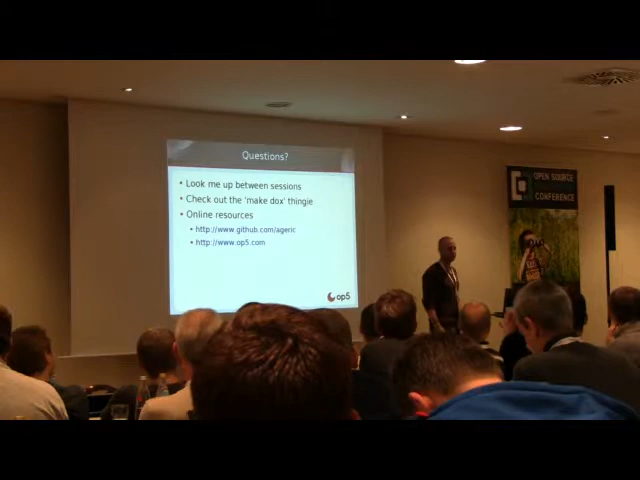 Questions?
• Look me up between sessions
• Check out the 'make dox' thingie
• Online resources
• http://www.github.com/ageric
• http://www.op5.com
op5
OPEN SOURCE
CONFERENCE